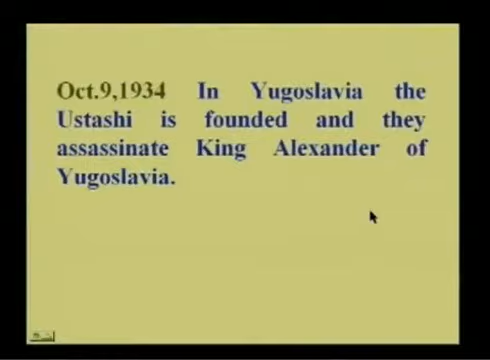 Oct.9,1934 In Yugoslavia the
Ustashi is founded and they
assassinate King Alexander of
Yugoslavia.